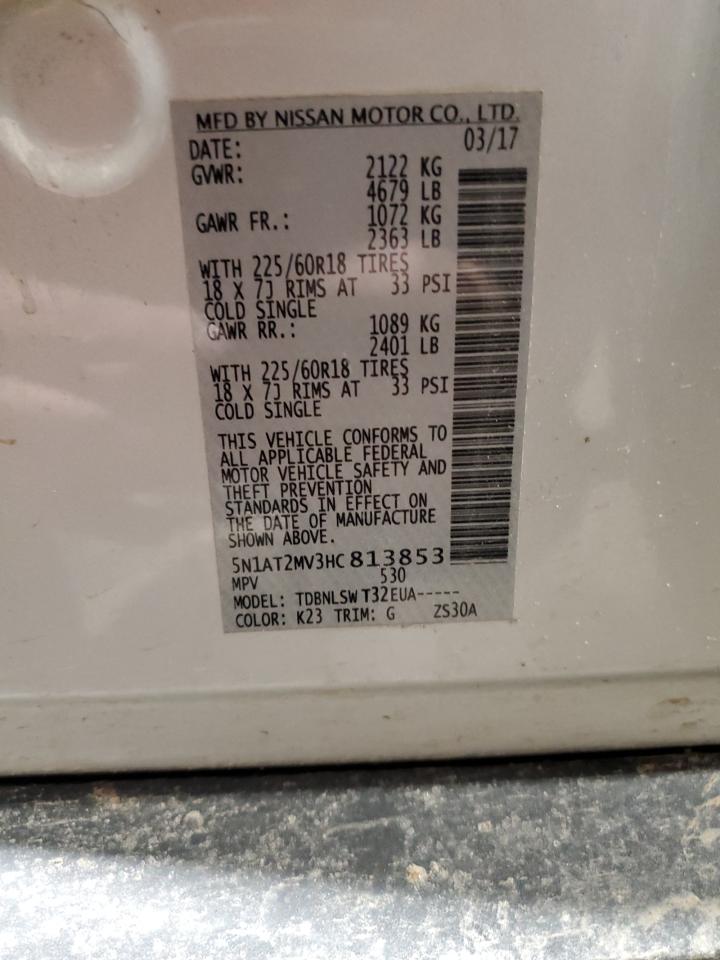 MFD BY NISSAN MOTOR CO., LTD.
DATE: 03/17
GVWR: 2122 KG
4679 LB
GAWR FR.: 1072 KG
2363 LB
WITH 225/60R18 TIRES
18 X 7J RIMS AT 33 PSI
COLD SINGLE
GAWR RR.: 1089 KG
2401 LB
WITH 225/60R18 TIRES
18 X 7J RIMS AT 33 PSI
COLD SINGLE
THIS VEHICLE CONFORMS TO
ALL APPLICABLE FEDERAL
MOTOR VEHICLE SAFETY AND
THEFT PREVENTION
STANDARDS IN EFFECT ON
THE DATE OF MANUFACTURE
SHOWN ABOVE.
5N1AT2MV3HC813853
MPV 530
MODEL: TDBNLSW T32EUA-----
COLOR: K23 TRIM: G ZS30A